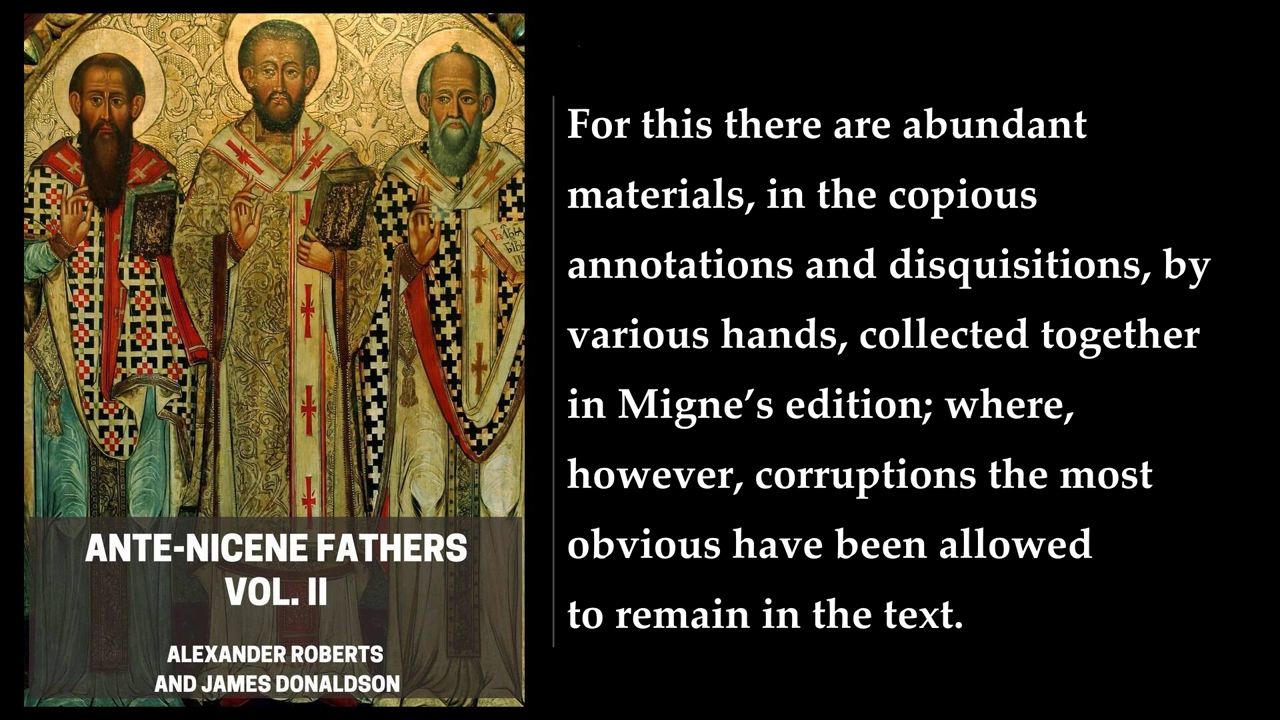 ANTE-NICENE FATHERS
VOL. II
ALEXANDER ROBERTS
AND JAMES DONALDSON
For this there are abundant
materials, in the copious
annotations and disquisitions, by
various hands, collected together
in Migne’s edition; where,
however, corruptions the most
obvious have been allowed
to remain in the text.